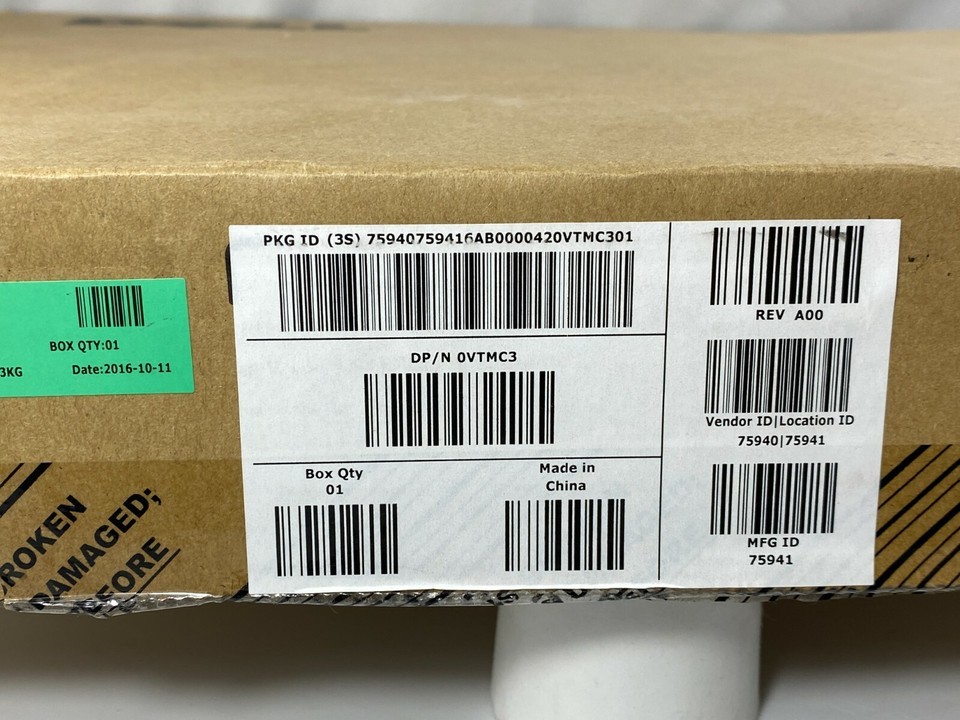 PKG ID (3S) 75940759416AB0000420VTMC301
DP/N 0VTMC3
Box Qty
01
Made in
China
REV A00
Vendor ID|Location ID
75940|75941
MFG ID
75941
BOX QTY:01
3KG Date:2016-10-11
ROKEN
DAMAGED;
FORE